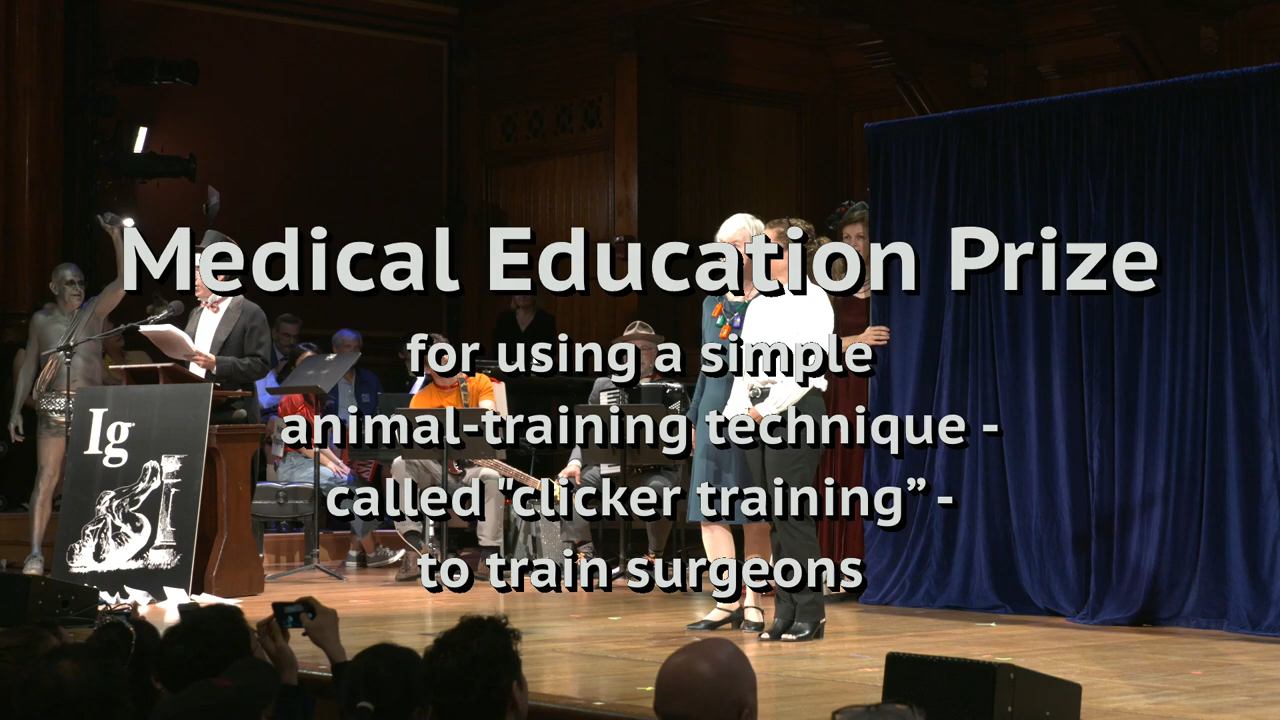 Medical Education Prize
for using a simple
animal-training technique -
called "clicker training” -
to train surgeons
Ig